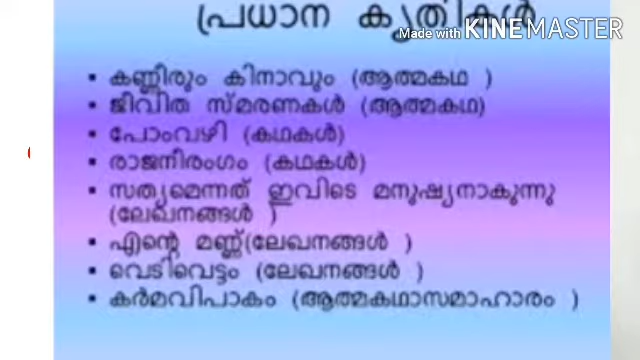 പ്രധാന കൃതികൾ
Made with KINEMASTER
▪ കണ്ണീരും കിനാവും (ആത്മകഥ )
▪ ജീവിത സ്മരണകൾ (ആത്മകഥ)
▪ പോംവഴി (കഥകൾ)
▪ രാജനീരംഗം (കഥകൾ)
▪ സത്യമെന്നത് ഇവിടെ മനുഷ്യനാകുന്നു
(ലേഖനങ്ങൾ )
▪ എന്റെ മണ്ണ്(ലേഖനങ്ങൾ )
▪ വെടിവെട്ടം (ലേഖനങ്ങൾ )
▪ കർമവിപാകം (ആത്മകഥാസമാഹാരം )